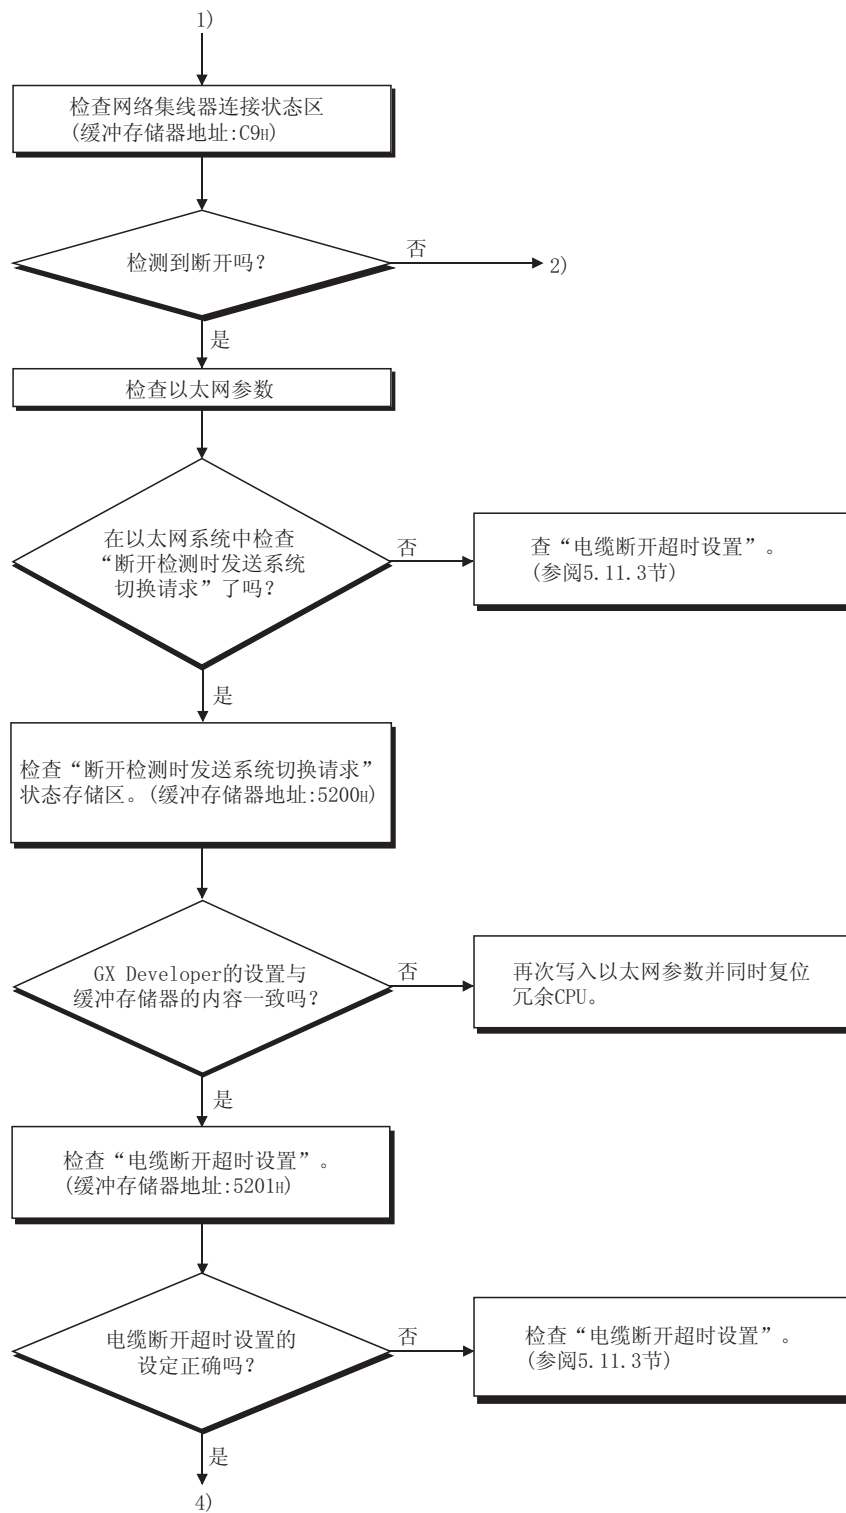 1)
检查网络集线器连接状态区
(缓冲存储器地址:C9H)
检测到断开吗?
否
2)
是
检查以太网参数
在以太网系统中检查
“断开检测时发送系统
切换请求”了吗?
否
查“电缆断开超时设置”。
(参阅5.11.3节)
是
检查“断开检测时发送系统切换请求”
状态存储区。(缓冲存储器地址:5200H)
GX Developer的设置与
缓冲存储器的内容一致吗?
否
再次写入以太网参数并同时复位
冗余CPU。
是
检查“电缆断开超时设置”。
(缓冲存储器地址:5201H)
电缆断开超时设置的
设定正确吗?
否
检查“电缆断开超时设置”。
(参阅5.11.3节)
是
4)